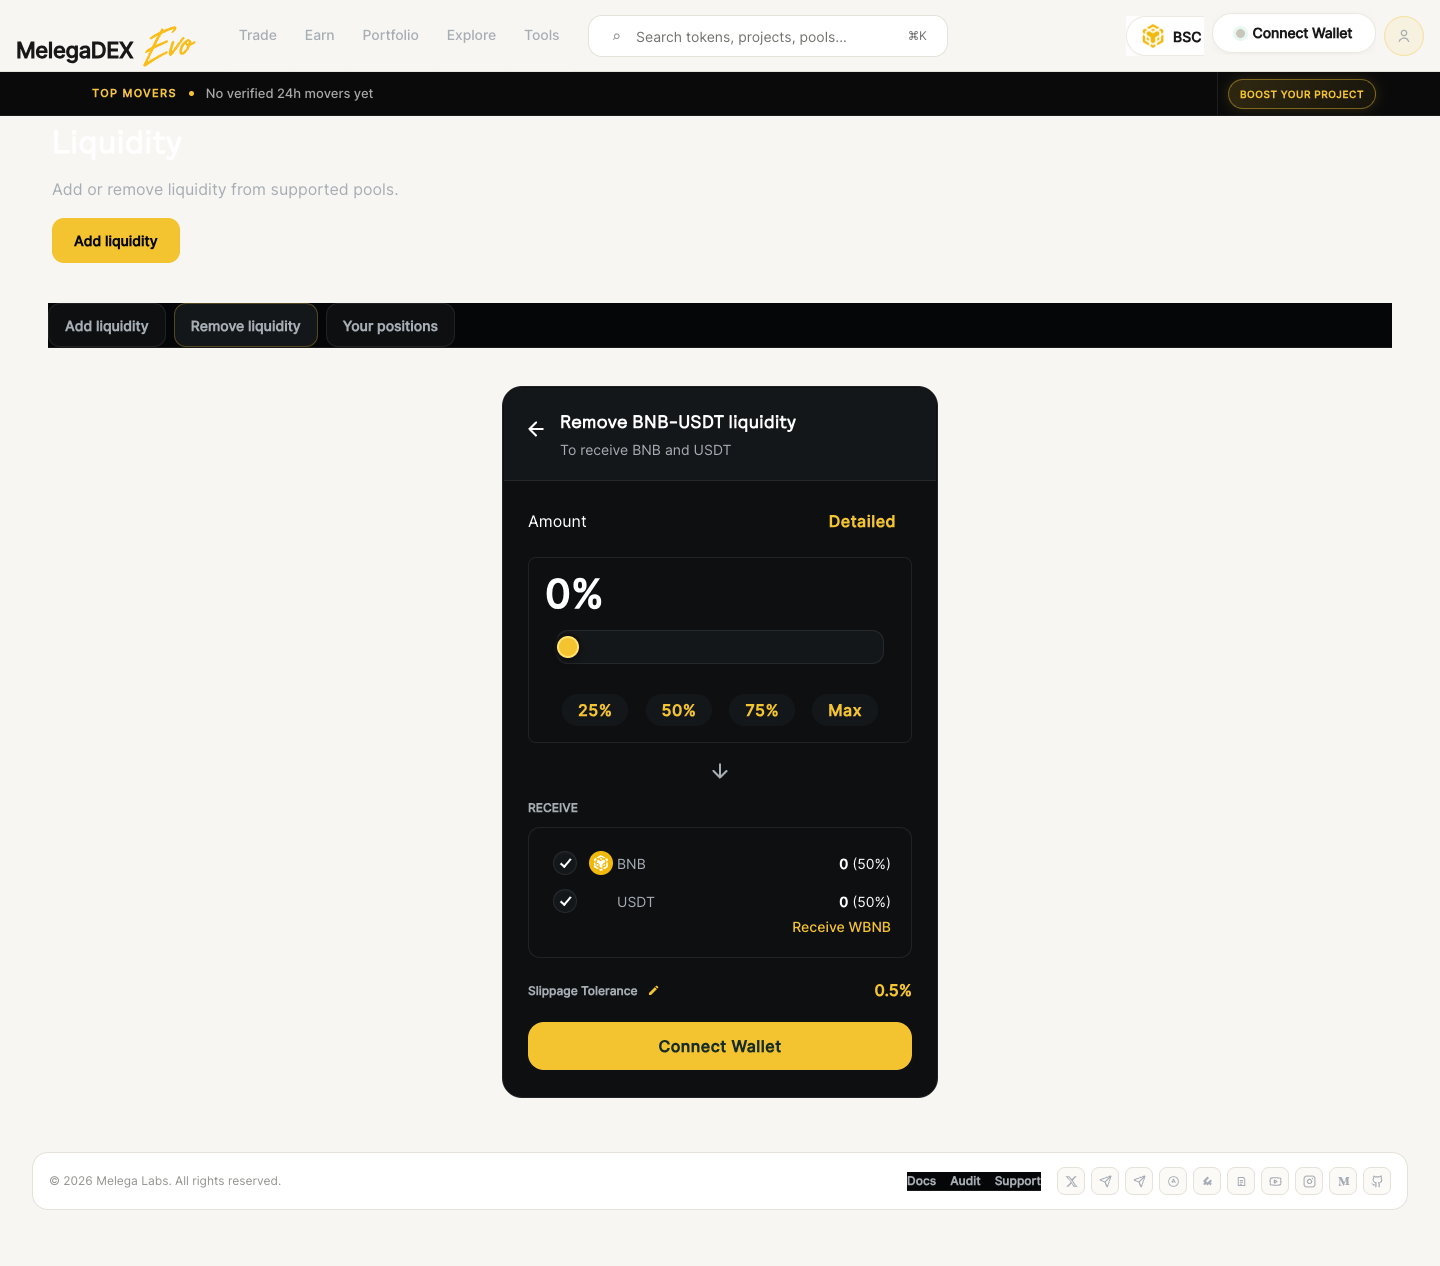 MelegaDEX Evo
Trade Earn Portfolio Explore Tools
Search tokens, projects, pools... ⌘K
BSC
Connect Wallet
TOP MOVERS • No verified 24h movers yet
BOOST YOUR PROJECT
Liquidity
Add or remove liquidity from supported pools.
Add liquidity
Add liquidity Remove liquidity Your positions
Remove BNB-USDT liquidity
To receive BNB and USDT
Amount Detailed
0%
25% 50% 75% Max
RECEIVE
BNB 0 (50%)
USDT 0 (50%)
Receive WBNB
Slippage Tolerance 0.5%
Connect Wallet
© 2026 Melega Labs. All rights reserved.
Docs Audit Support